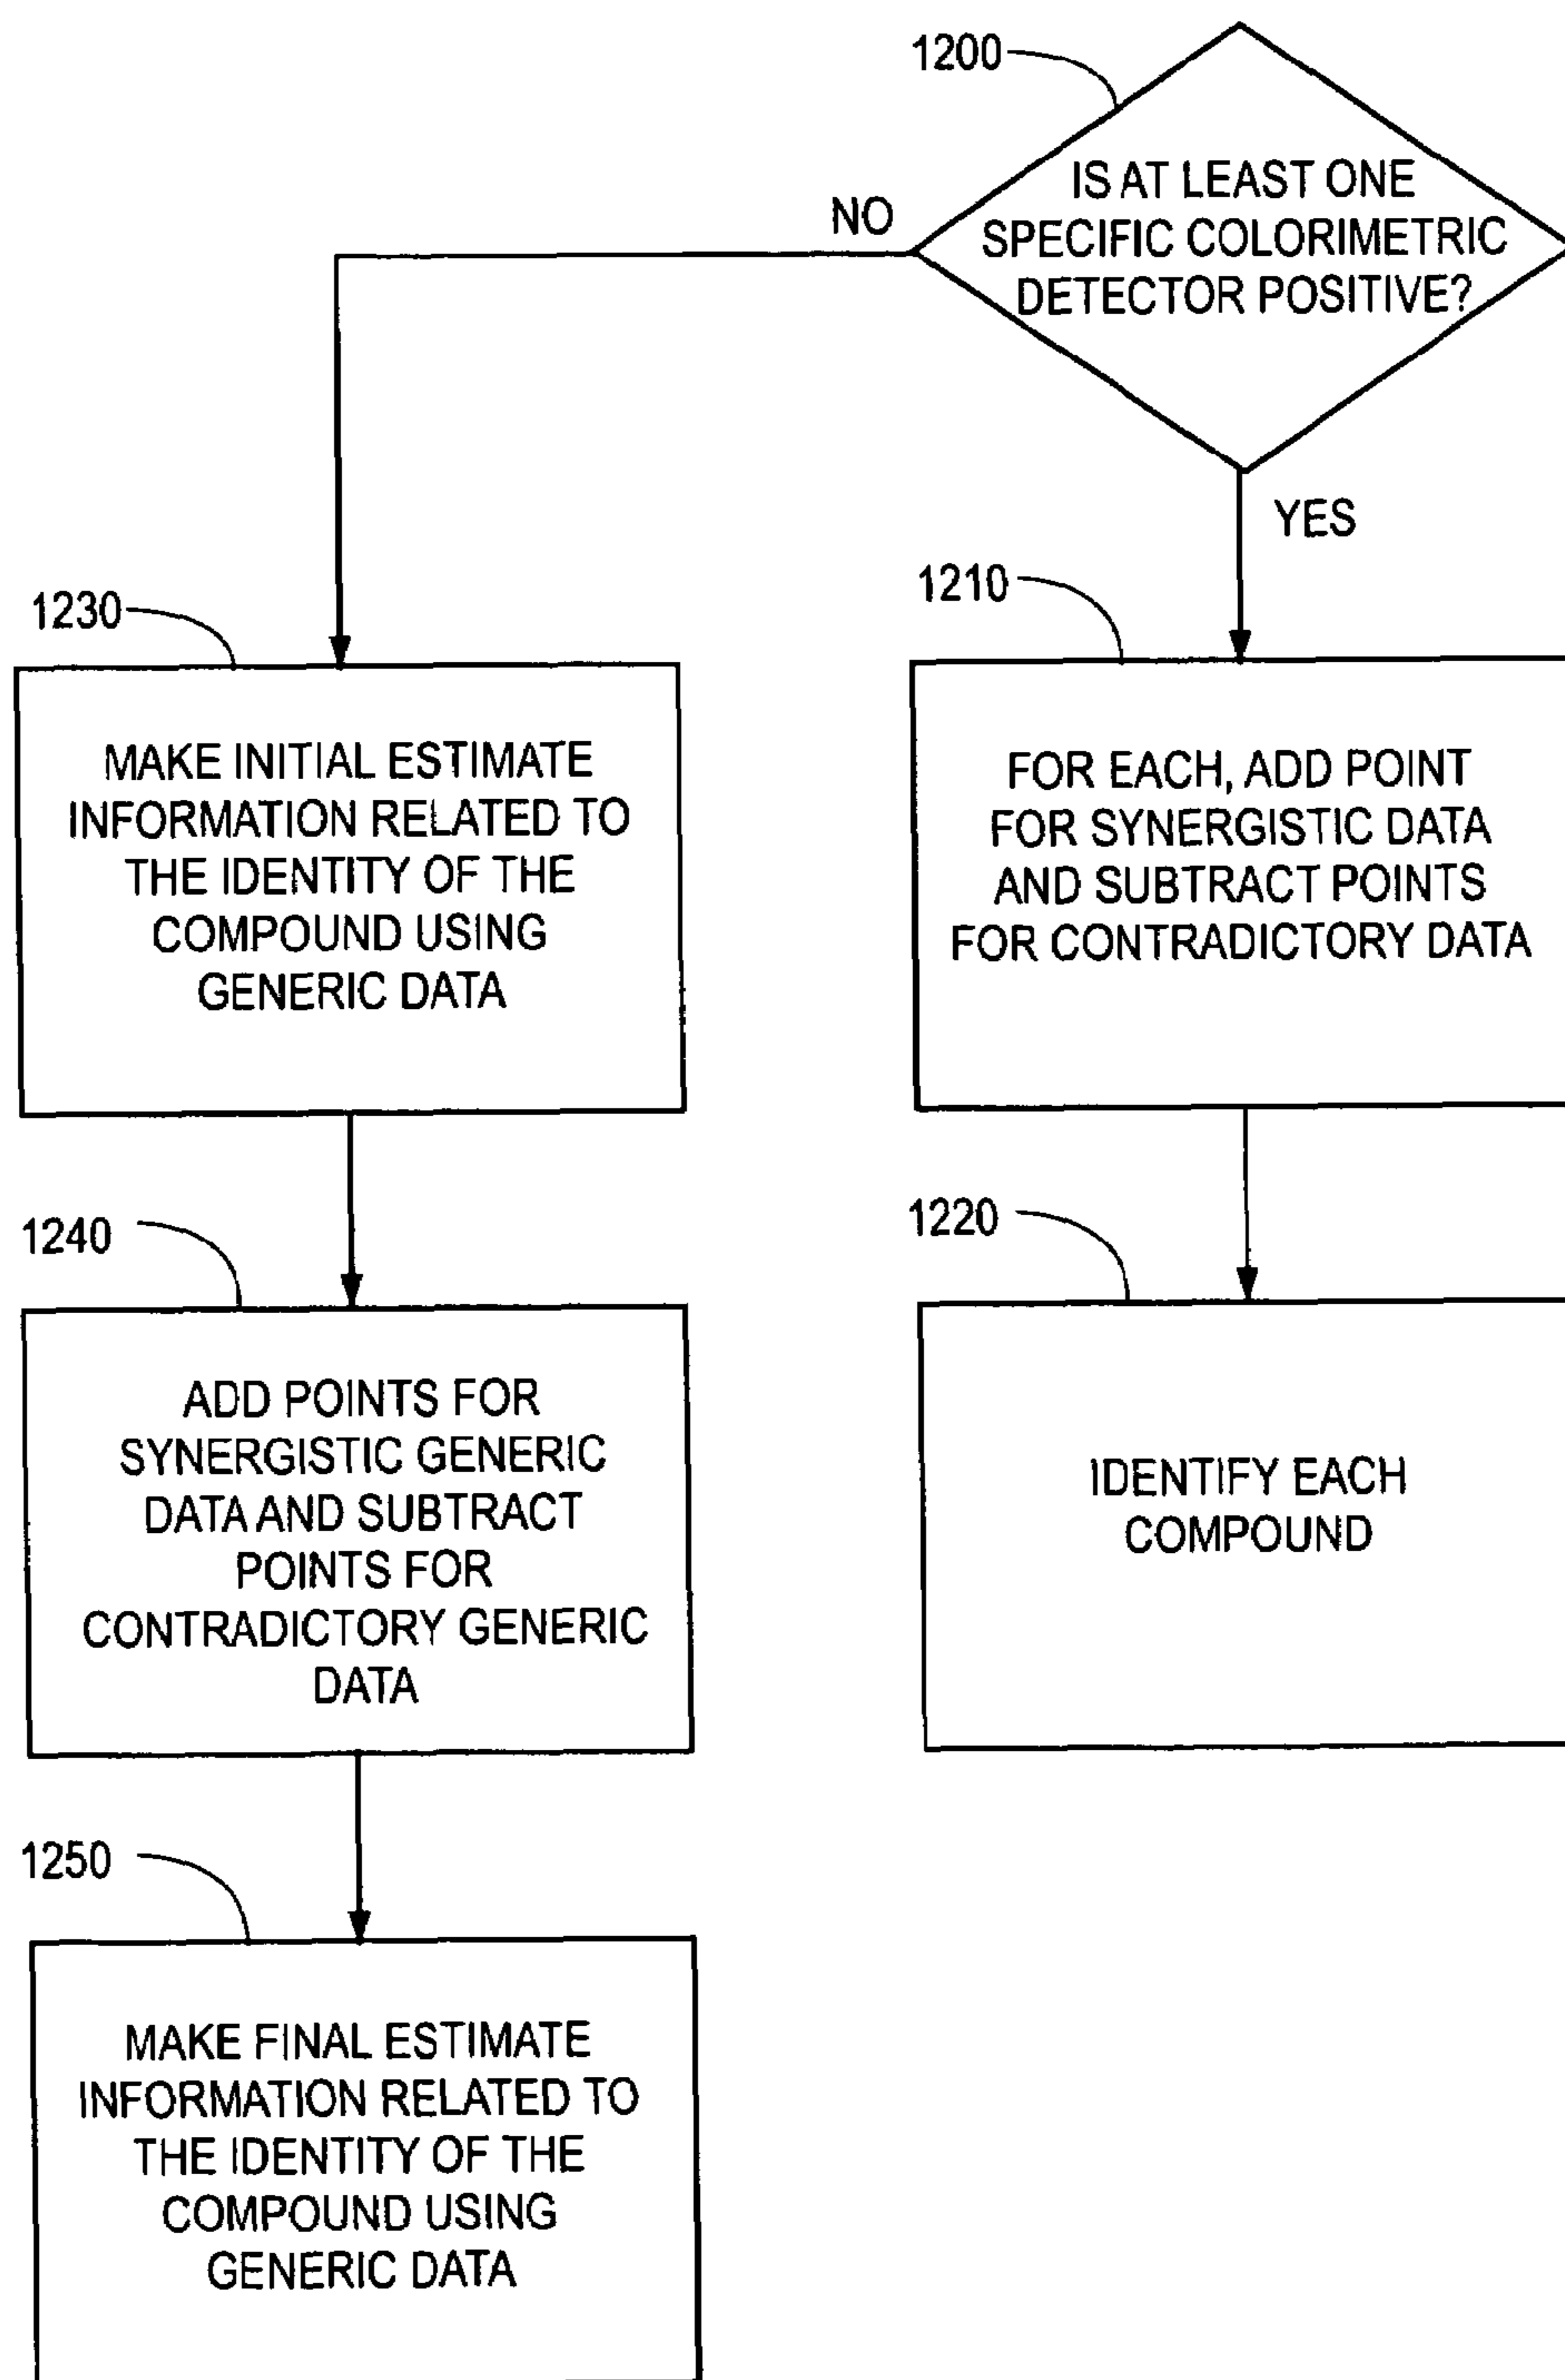 1200
IS AT LEAST ONE
SPECIFIC COLORIMETRIC
DETECTOR POSITIVE?
NO
YES
1210
FOR EACH, ADD POINT
FOR SYNERGISTIC DATA
AND SUBTRACT POINTS
FOR CONTRADICTORY DATA
1220
IDENTIFY EACH
COMPOUND
1230
MAKE INITIAL ESTIMATE
INFORMATION RELATED TO
THE IDENTITY OF THE
COMPOUND USING
GENERIC DATA
1240
ADD POINTS FOR
SYNERGISTIC GENERIC
DATA AND SUBTRACT
POINTS FOR
CONTRADICTORY GENERIC
DATA
1250
MAKE FINAL ESTIMATE
INFORMATION RELATED TO
THE IDENTITY OF THE
COMPOUND USING
GENERIC DATA